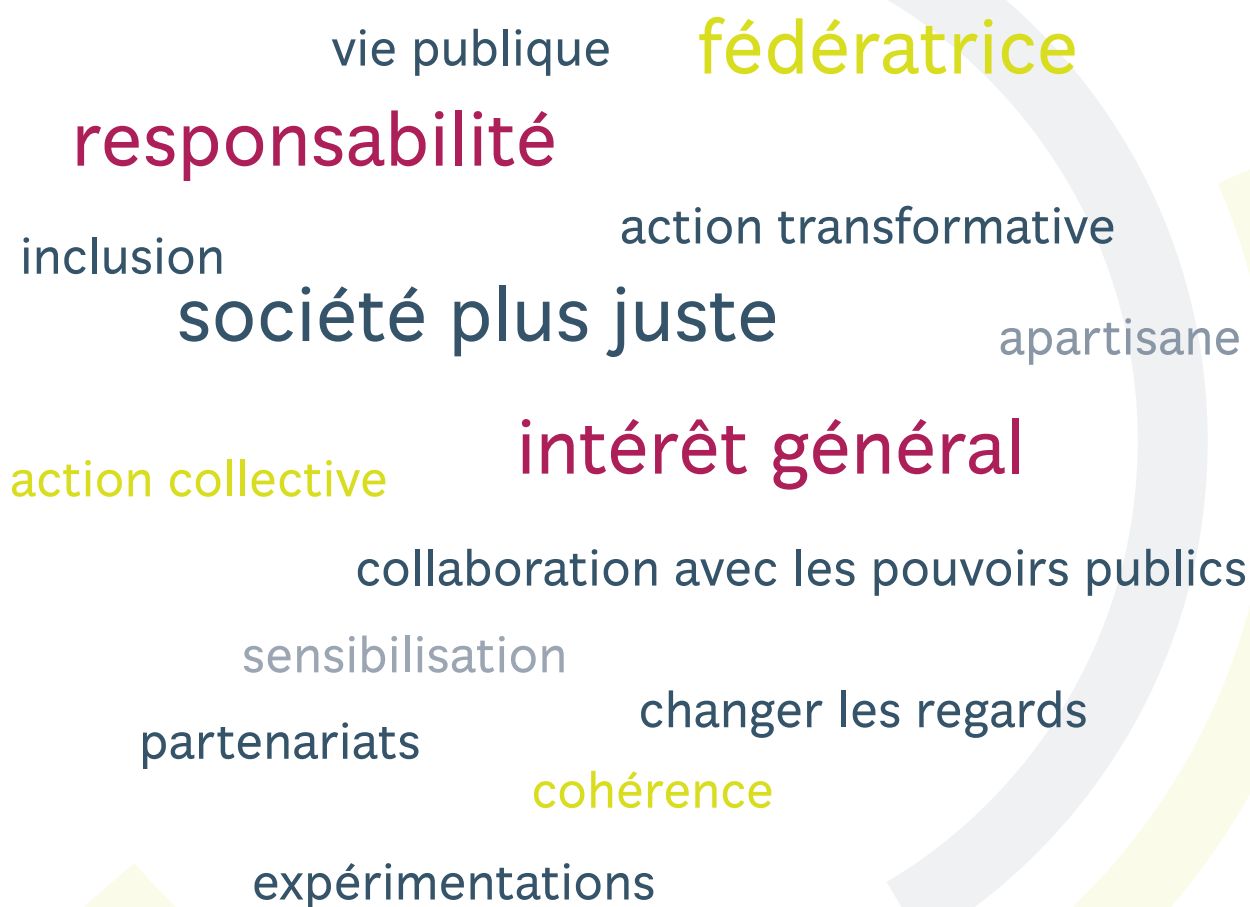 vie publique
fédératrice
responsabilité
action transformative
inclusion
société plus juste
apartisane
intérêt général
action collective
collaboration avec les pouvoirs publics
sensibilisation
changer les regards
partenariats
cohérence
expérimentations